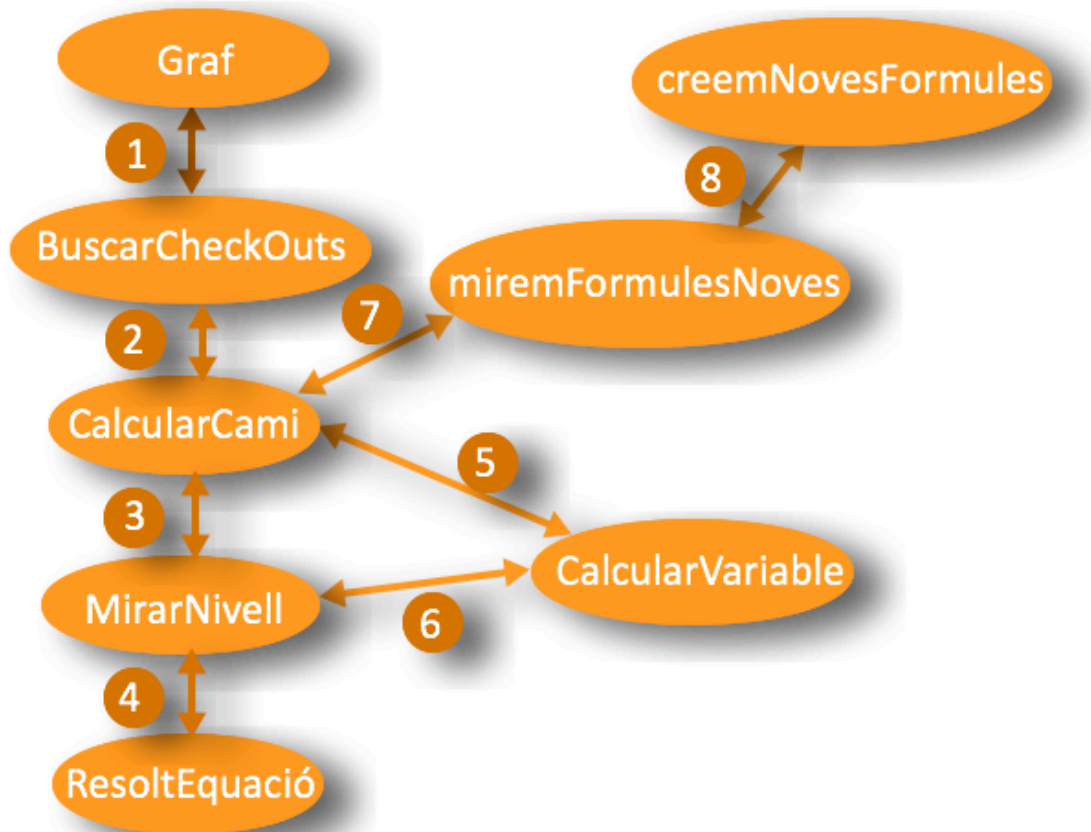 Graf
creemNovesFormules
1
8
BuscarCheckOuts
miremFormulesNoves
7
2
CalcularCami
5
3
CalcularVariable
MirarNivell
6
4
ResoltEquació